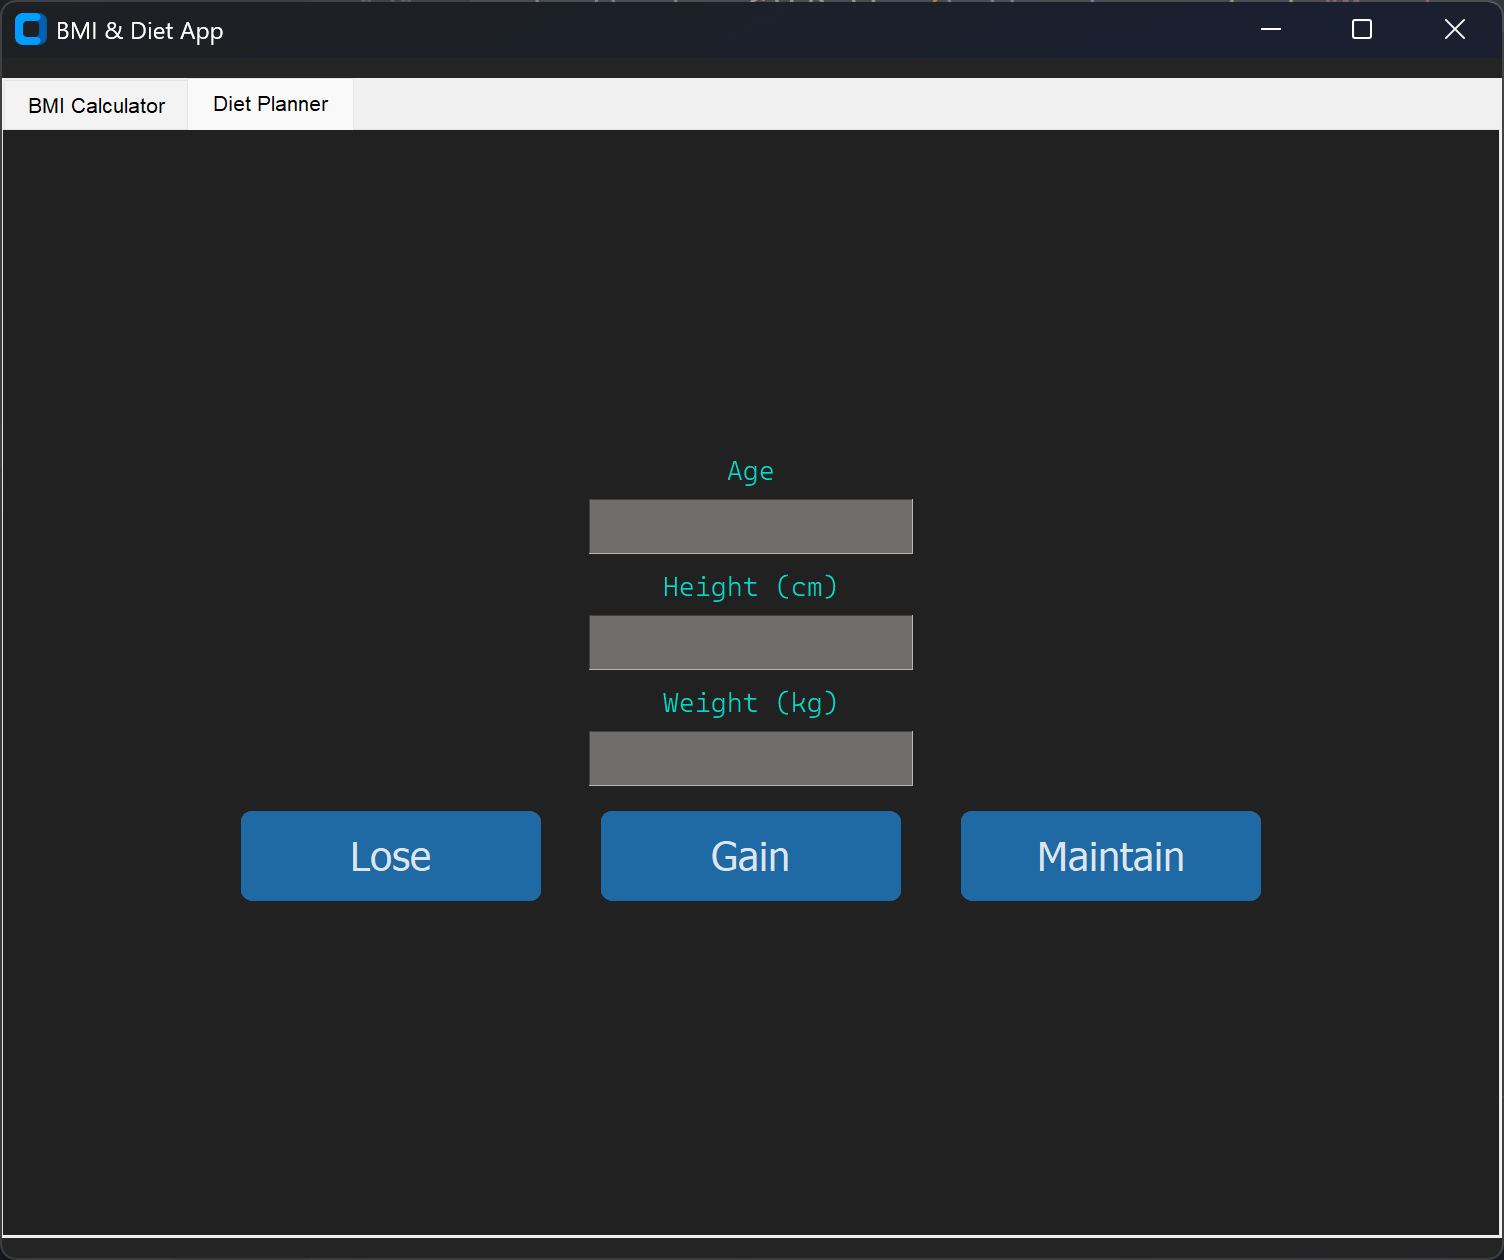 BMI & Diet App
BMI Calculator
Diet Planner
Age
Height (cm)
Weight (kg)
Lose
Gain
Maintain